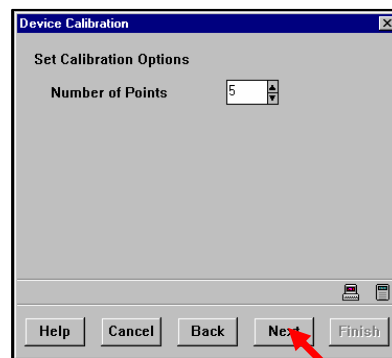 Device Calibration
Set Calibration Options
Number of Points 5
Help Cancel Back Next Finish